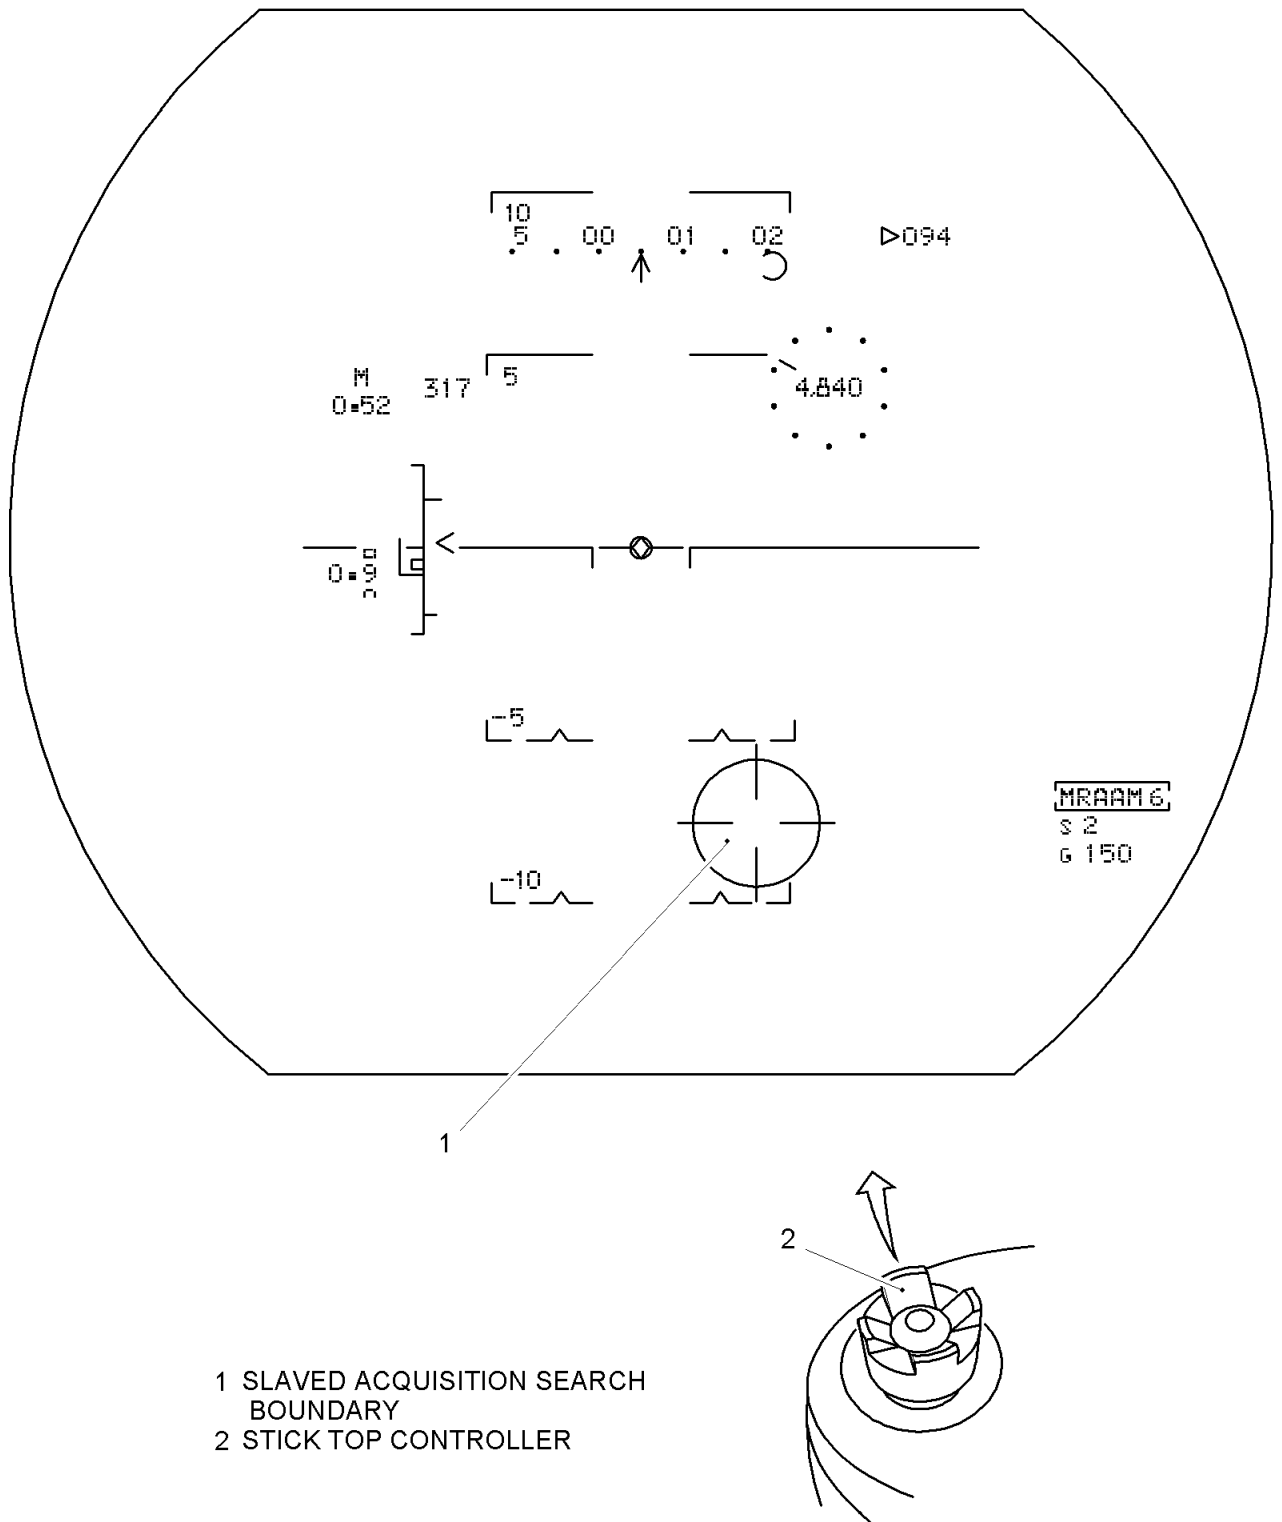 10
5 00 01 02 094
M 317 5
0.52 4,840
0.9
-5
MRAAM 6
S 2
-10 G 150
1
2
1 SLAVED ACQUISITION SEARCH
BOUNDARY
2 STICK TOP CONTROLLER